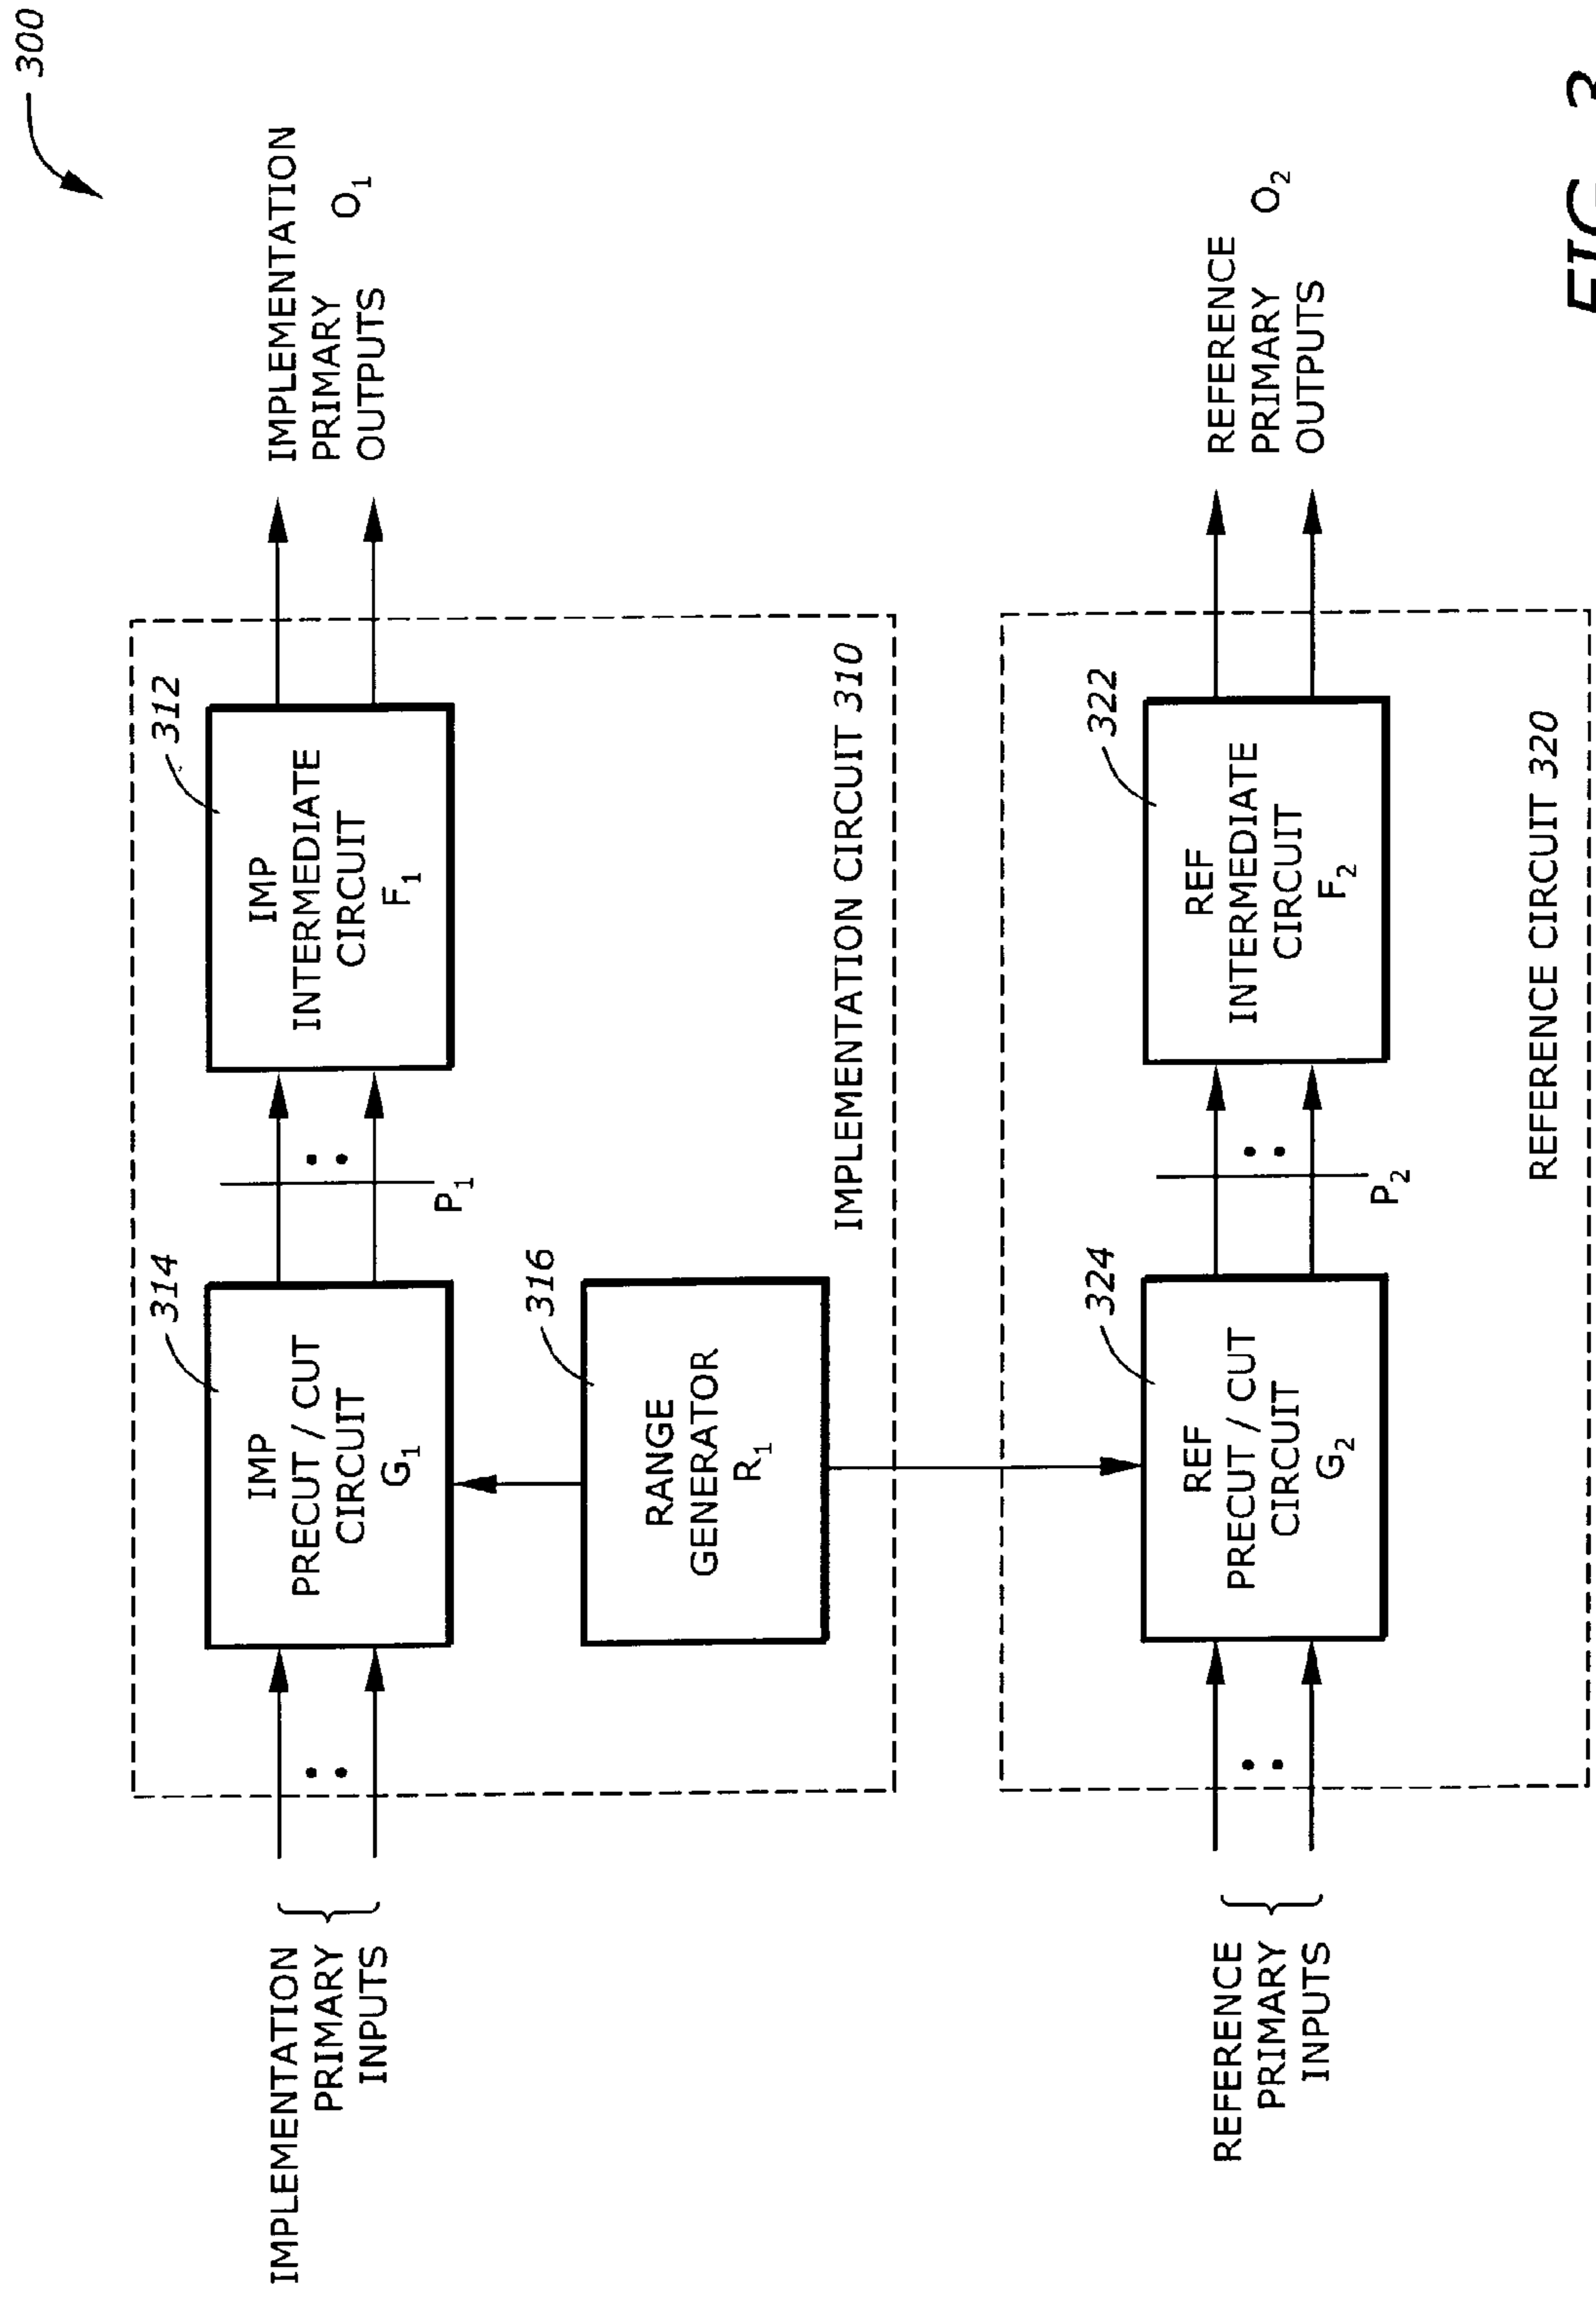 300
IMPLEMENTATION
PRIMARY
INPUTS
314
IMP
PRECUT / CUT
CIRCUIT
G₁
P₁
312
IMP
INTERMEDIATE
CIRCUIT
F₁
IMPLEMENTATION
PRIMARY O₁
OUTPUTS
316
RANGE
GENERATOR
R₁
IMPLEMENTATION CIRCUIT 310
REFERENCE
PRIMARY
INPUTS
324
REF
PRECUT / CUT
CIRCUIT
G₂
P₂
322
REF
INTERMEDIATE
CIRCUIT
F₂
REFERENCE
PRIMARY O₂
OUTPUTS
REFERENCE CIRCUIT 320
FIG. 3